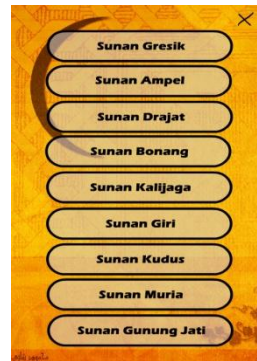 Sunan Gresik
Sunan Ampel
Sunan Drajat
Sunan Bonang
Sunan Kalijaga
Sunan Giri
Sunan Kudus
Sunan Muria
Sunan Gunung Jati